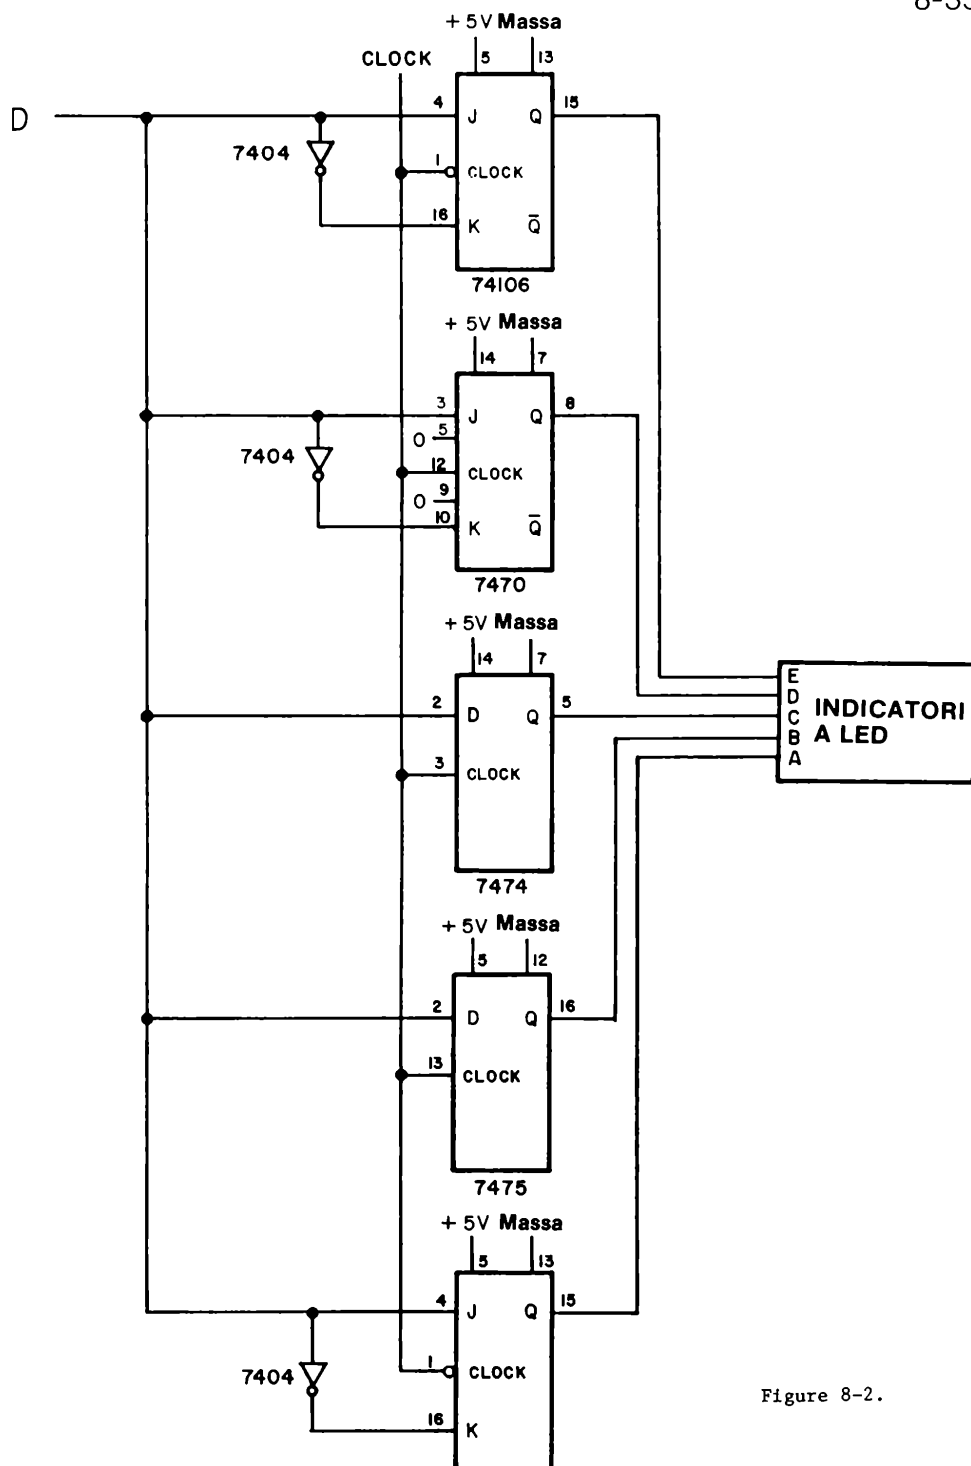 8-35
+ 5V Massa
CLOCK
5 13
D
4 J Q 15
7404
1 CLOCK
16 K Q̅
74106
+ 5V Massa
14 7
3 J Q 8
0 5
7404
12 CLOCK
0 9
10 K Q̅
7470
+ 5V Massa
14 7
2 D Q 5
3 CLOCK
7474
E
D
C
B
A
INDICATORI
A LED
+ 5V Massa
5 12
2 D Q 16
13 CLOCK
7475
+ 5V Massa
5 13
4 J Q 15
7404
1 CLOCK
16 K
Figure 8-2.